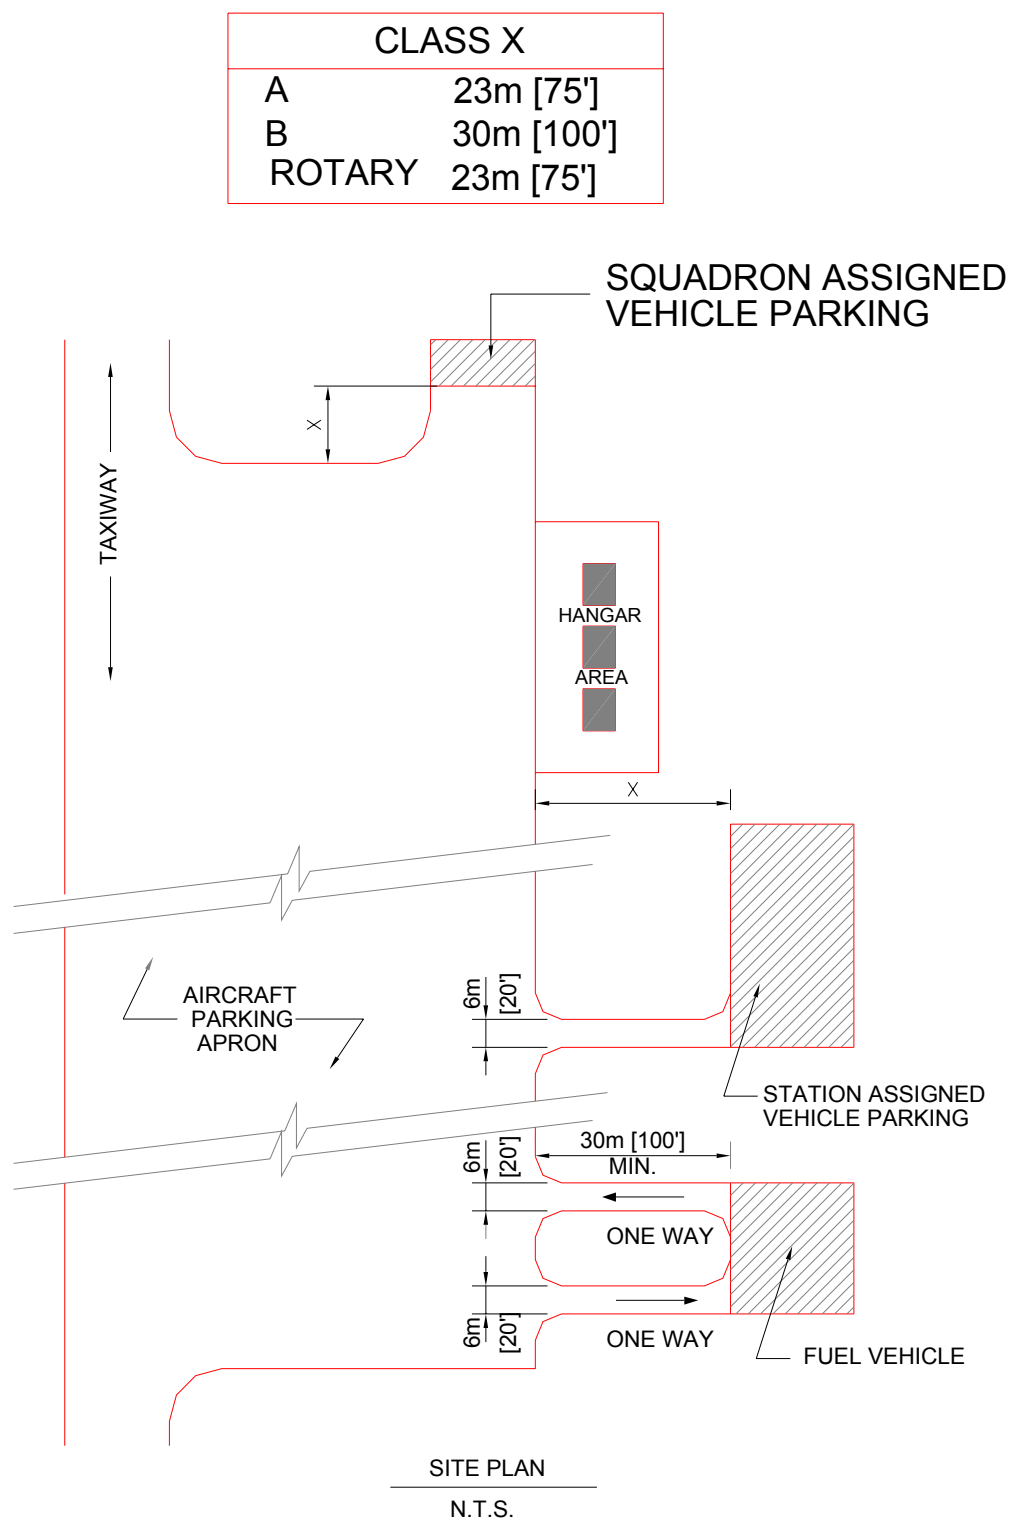 CLASS X
A 23m [75']
B 30m [100']
ROTARY 23m [75']
SQUADRON ASSIGNED
VEHICLE PARKING
X
TAXIWAY
HANGAR
AREA
X
6m
[20']
AIRCRAFT
PARKING
APRON
STATION ASSIGNED
VEHICLE PARKING
30m [100']
MIN.
6m
[20']
ONE WAY
6m
[20']
ONE WAY
FUEL VEHICLE
SITE PLAN
N.T.S.